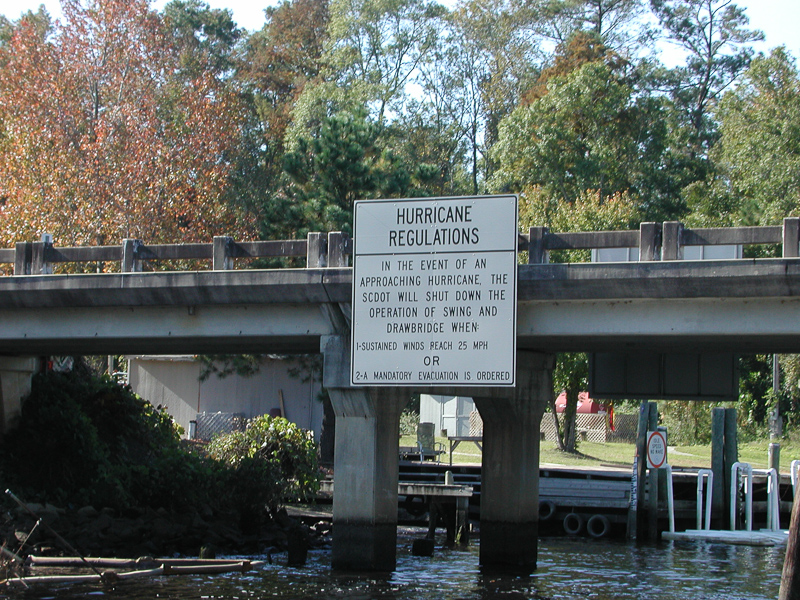 HURRICANE
REGULATIONS
IN THE EVENT OF AN
APPROACHING HURRICANE, THE
SCDOT WILL SHUT DOWN THE
OPERATION OF SWING AND
DRAWBRIDGE WHEN:
1-SUSTAINED WINDS REACH 25 MPH
OR
2-A MANDATORY EVACUATION IS ORDERED